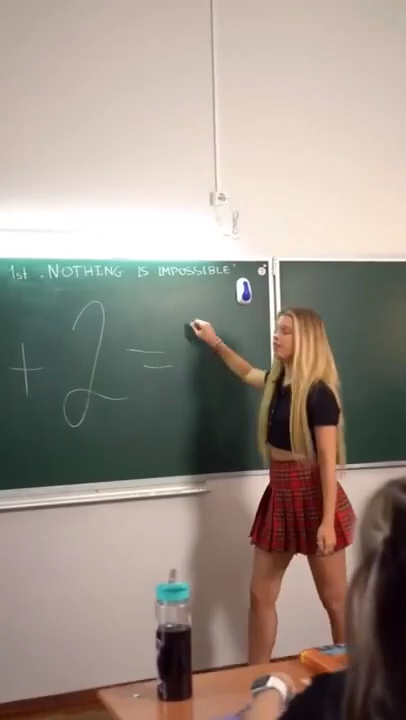 1st "NOTHING IS IMPOSSIBLE"
+ 2 =